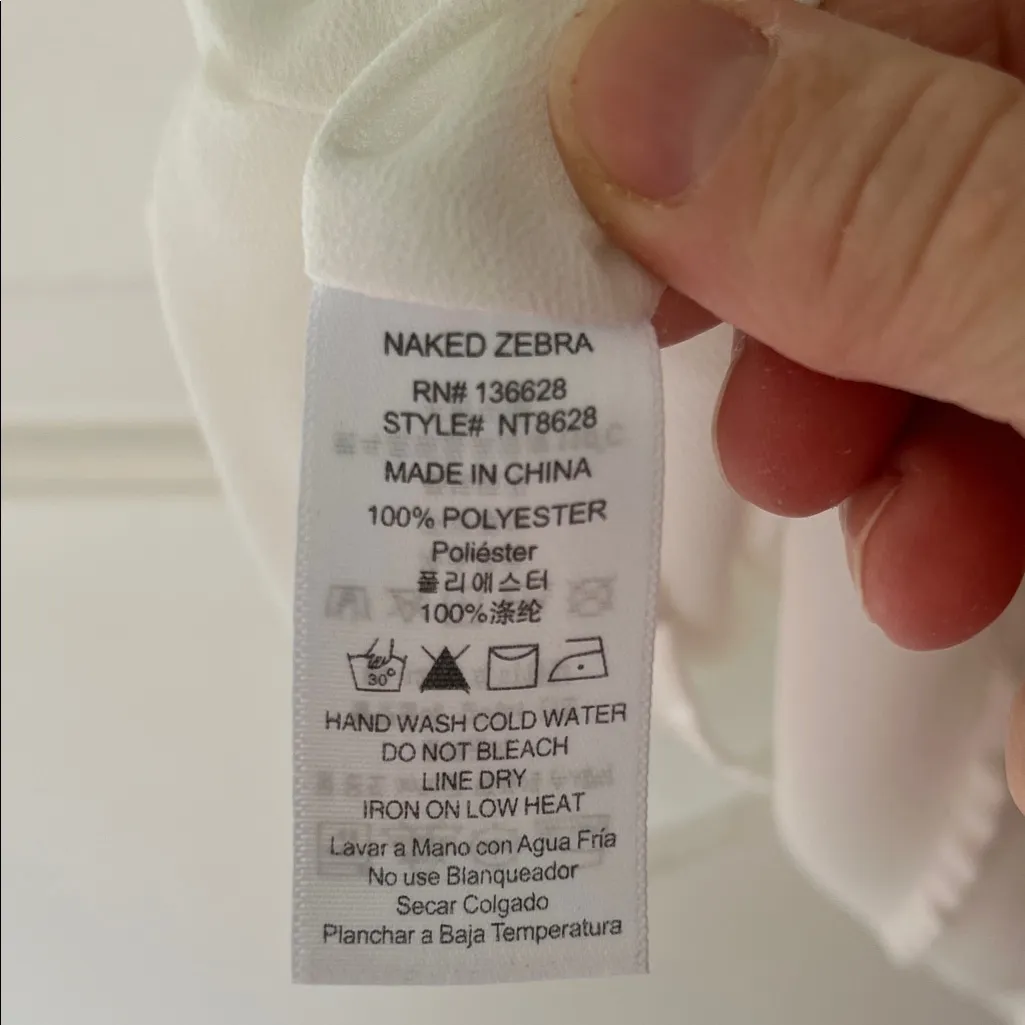 NAKED ZEBRA
RN# 136628
STYLE# NT8628
MADE IN CHINA
100% POLYESTER
Poliéster
폴리에스터
100%涤纶
30°
HAND WASH COLD WATER
DO NOT BLEACH
LINE DRY
IRON ON LOW HEAT
Lavar a Mano con Agua Fría
No use Blanqueador
Secar Colgado
Planchar a Baja Temperatura